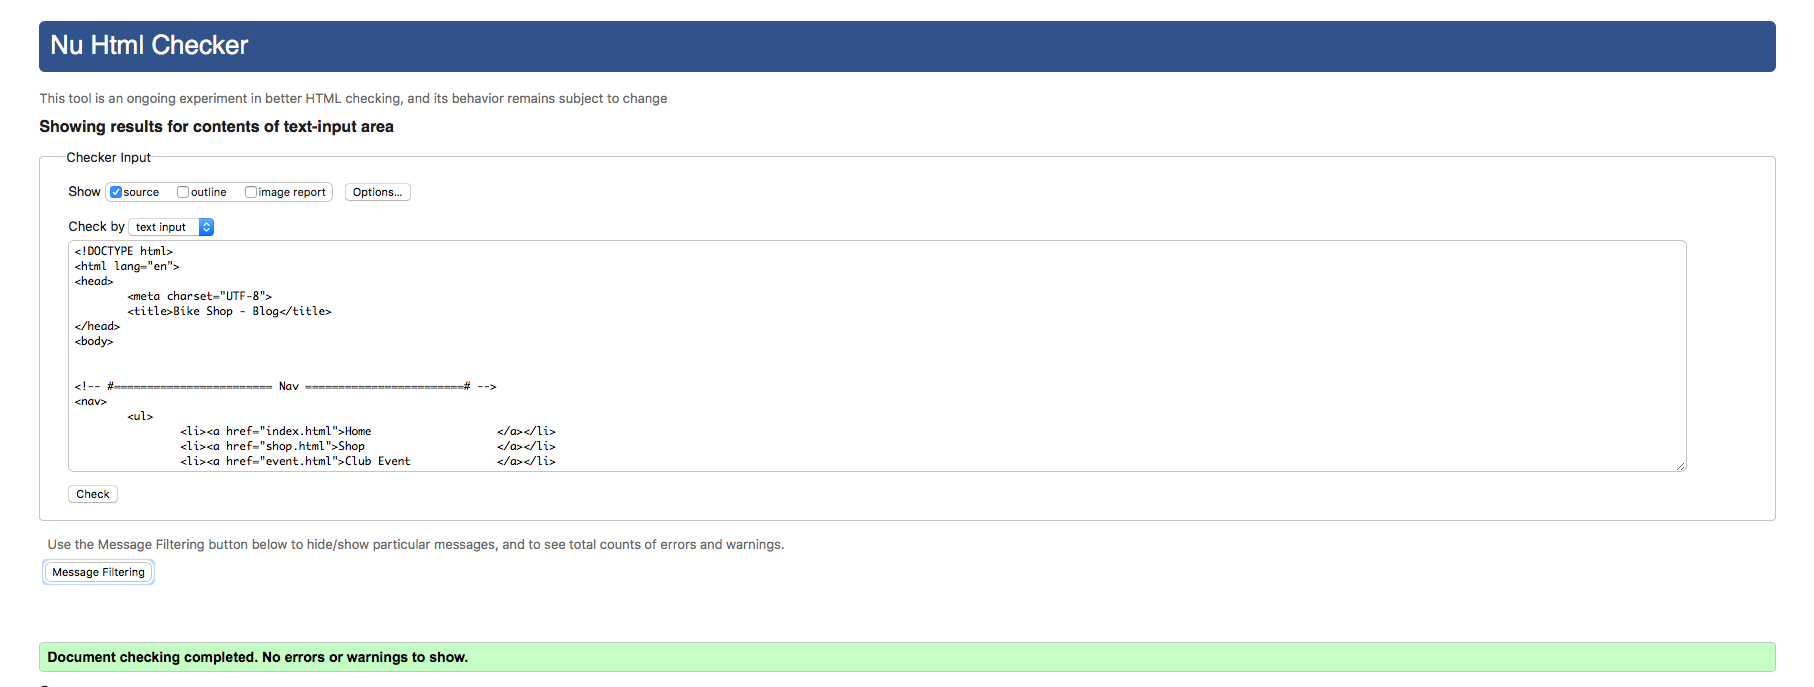 Nu Html Checker
This tool is an ongoing experiment in better HTML checking, and its behavior remains subject to change
Showing results for contents of text-input area
Checker Input
Show source outline image report Options...
Check by text input
<!DOCTYPE html>
<html lang="en">
<head>
<meta charset="UTF-8">
<title>Bike Shop - Blog</title>
</head>
<body>
<!-- #======================== Nav ========================# -->
<nav>
<ul>
<li><a href="index.html">Home </a></li>
<li><a href="shop.html">Shop </a></li>
<li><a href="event.html">Club Event </a></li>
Check
Use the Message Filtering button below to hide/show particular messages, and to see total counts of errors and warnings.
Message Filtering
Document checking completed. No errors or warnings to show.